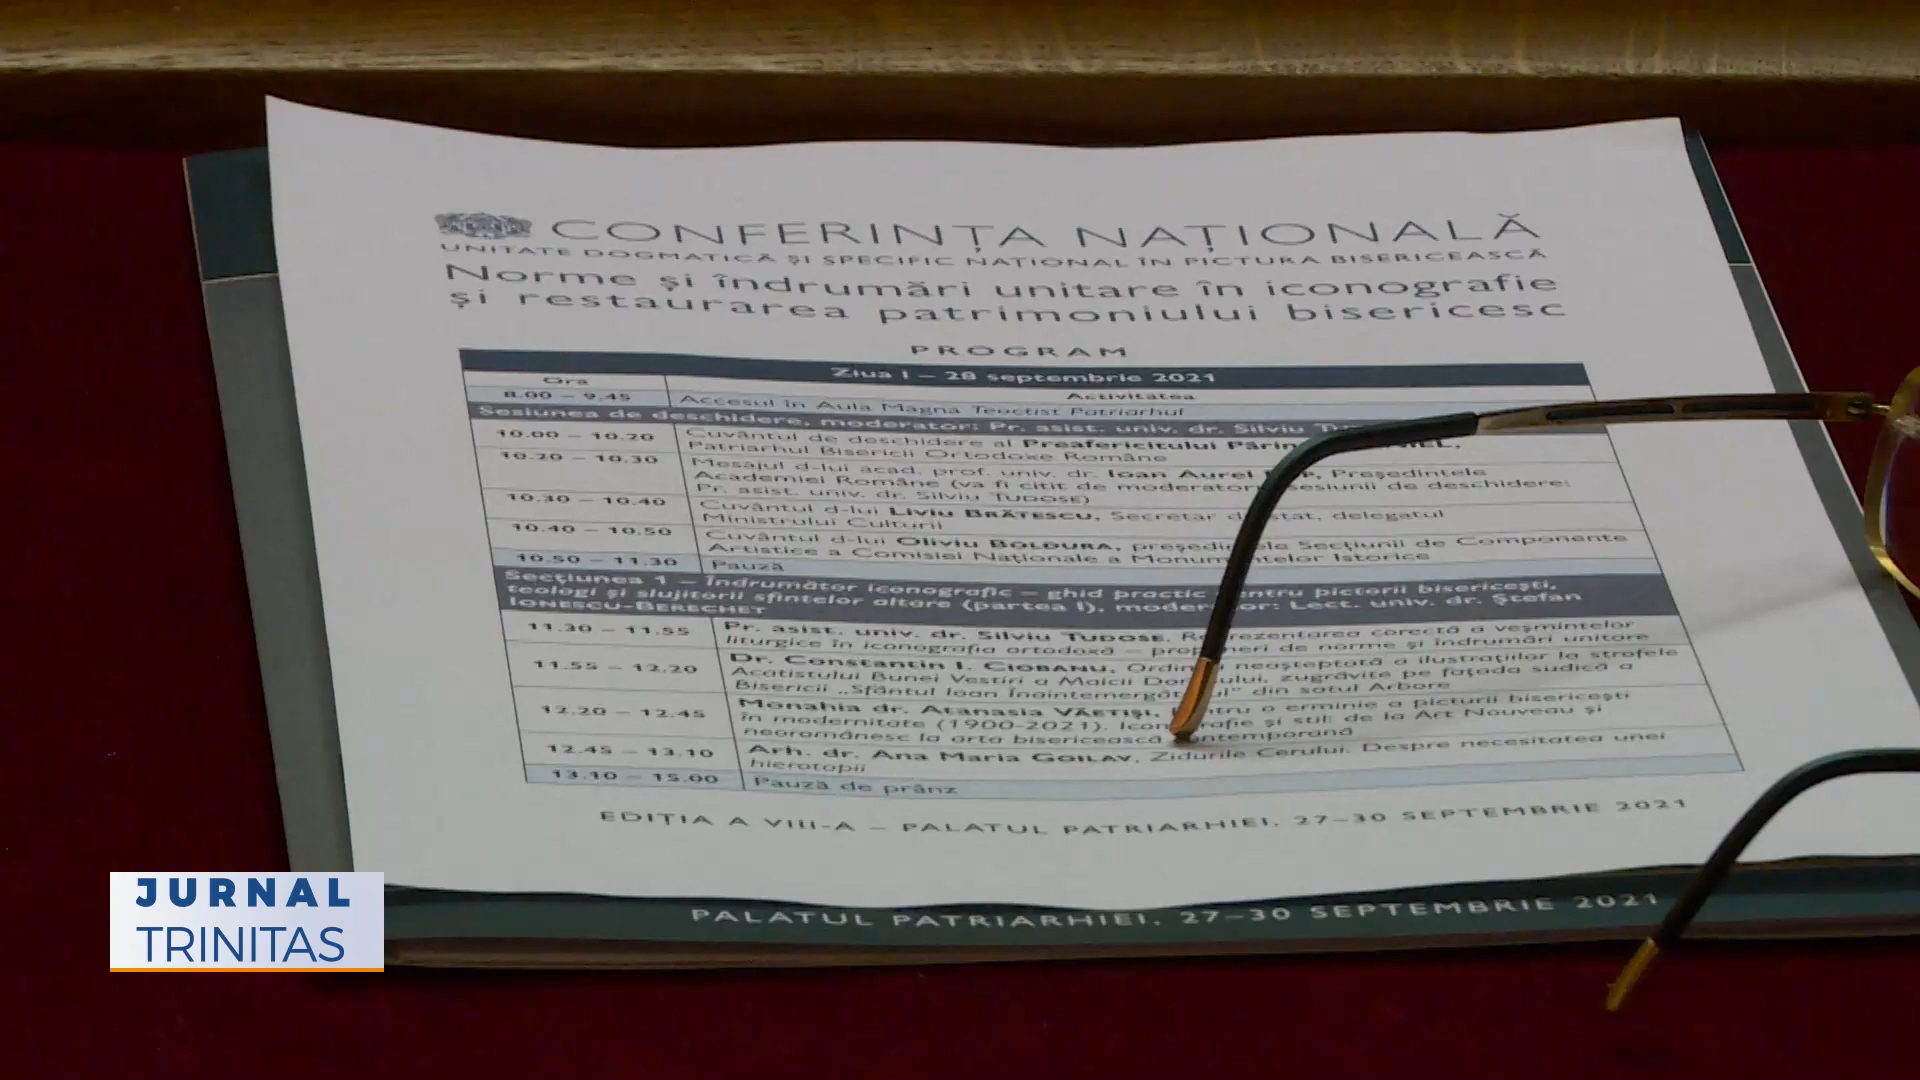 CONFERINȚA NAȚIONALĂ
UNITATE DOGMATICĂ ȘI SPECIFIC NAȚIONAL ÎN PICTURA BISERICEASCĂ
Norme și îndrumări unitare în iconografie
și restaurarea patrimoniului bisericesc
PROGRAM
Ziua I – 28 septembrie 2021
Ora Activitatea
8.00 – 9.45 Accesul în Aula Magna Teoctist Patriarhul
Sesiunea de deschidere, moderator: Pr. asist. univ. dr. Silviu
10.00 – 10.20 Cuvântul de deschidere al Preafericitului
Patriarhul Bisericii Ortodoxe Române
10.20 – 10.30 Mesajul d-lui acad. prof. univ. dr. Ioan Aurel Președintele
Academiei Române (va fi citit de moderatorul sesiunii de deschidere:
Pr. asist. univ. dr. Silviu TUDOSE)
10.30 – 10.40 Cuvântul d-lui Liviu BRĂTESCU, Secretar de stat, delegatul
Ministrului Culturii
10.40 – 10.50 Cuvântul d-lui Oliviu BOLDURA, președintele Secțiunii de Componente
Artistice a Comisiei Naționale a Monumentelor Istorice
10.50 – 11.30 Pauză
Secțiunea 1 – Îndrumător iconografic – ghid practic pentru pictorii bisericești,
teologi și slujitorii sfintelor altare (partea I), moderator: Lect. univ. dr. Ștefan
IONESCU-BERECHET
11.30 – 11.55 Pr. asist. univ. dr. Silviu TUDOSE, Reprezentarea corectă a veșmintelor
liturgice în iconografia ortodoxă – propuneri de norme și îndrumări unitare
11.55 – 12.20 Dr. Constantin I. CIOBANU, Ordinea neașteptată a ilustrațiilor la strofele
Acatistului Bunei Vestiri a Maicii Domnului, zugrăvite pe fațada sudică a
Bisericii „Sfântul Ioan Înaintemergătorul” din satul Arbore
12.20 – 12.45 Monahia dr. Atanasia VĂETIȘI, Pentru o erminie a picturii bisericești
în modernitate (1900-2021). Iconografie și stil: de la Art Nouveau și
neoromânesc la arta bisericească contemporană
12.45 – 13.10 Arh. dr. Ana Maria GOILAV, Zidurile Cerului. Despre necesitatea unei
hierotopii
13.10 – 15.00 Pauză de prânz
EDIȚIA A VIII-A – PALATUL PATRIARHIEI, 27–30 SEPTEMBRIE 2021
PALATUL PATRIARHIEI, 27–30 SEPTEMBRIE 2021
JURNAL
TRINITAS